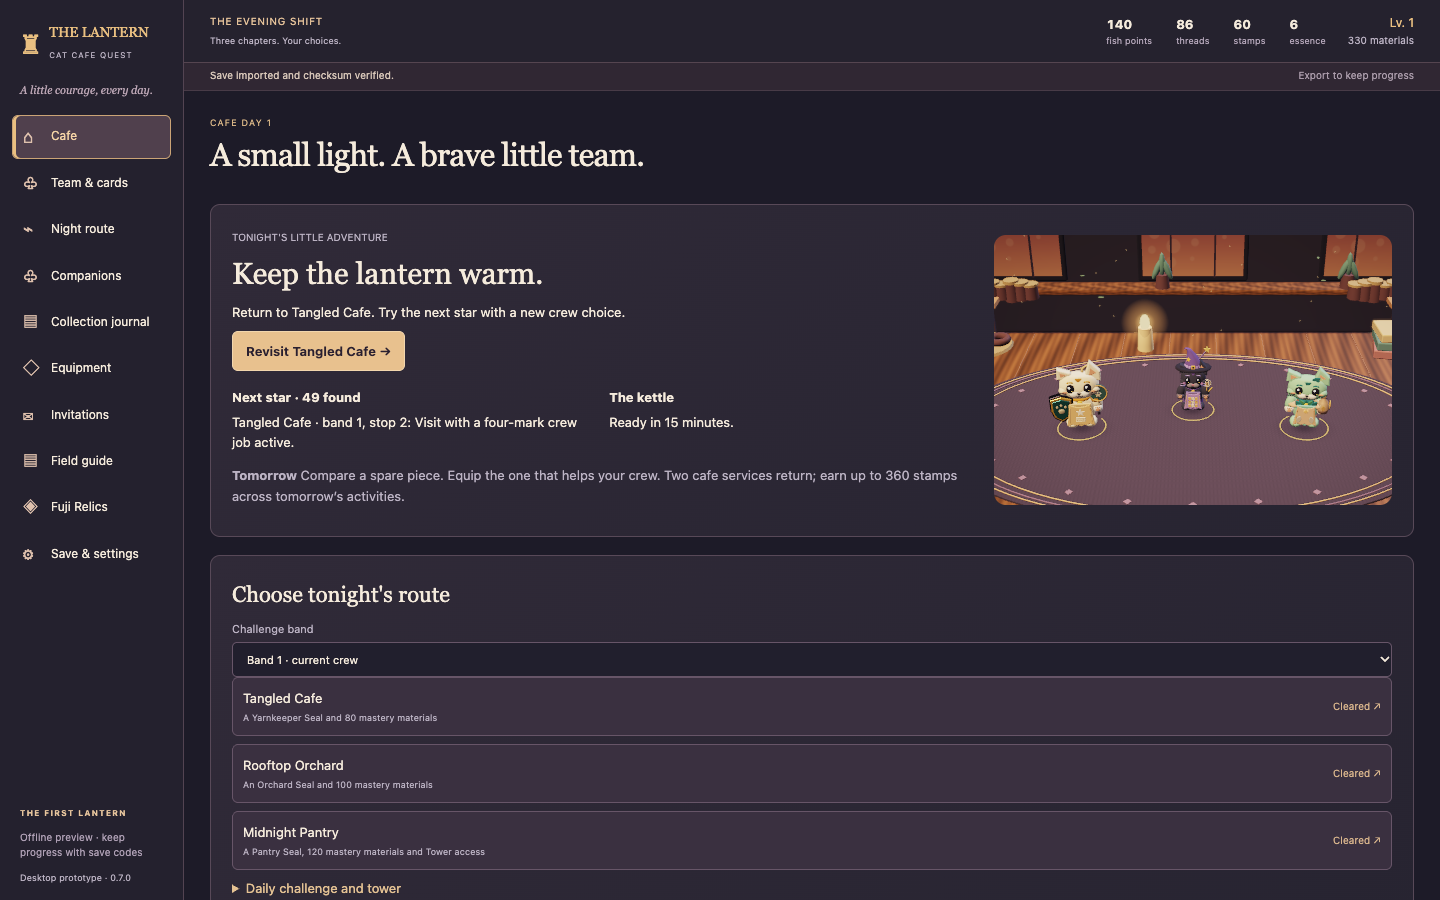 THE LANTERN
CAT CAFE QUEST
A little courage, every day.
Cafe
Team & cards
Night route
Companions
Collection journal
Equipment
Invitations
Field guide
Fuji Relics
Save & settings
THE FIRST LANTERN
Offline preview · keep
progress with save codes
Desktop prototype · 0.7.0
THE EVENING SHIFT
Three chapters. Your choices.
140
fish points
86
threads
60
stamps
6
essence
Lv. 1
330 materials
Save imported and checksum verified.
Export to keep progress
CAFE DAY 1
A small light. A brave little team.
TONIGHT'S LITTLE ADVENTURE
Keep the lantern warm.
Return to Tangled Cafe. Try the next star with a new crew choice.
Revisit Tangled Cafe →
Next star · 49 found
Tangled Cafe · band 1, stop 2: Visit with a four-mark crew
job active.
The kettle
Ready in 15 minutes.
Tomorrow Compare a spare piece. Equip the one that helps your crew. Two cafe services return; earn up to 360 stamps
across tomorrow's activities.
Choose tonight's route
Challenge band
Band 1 · current crew
Tangled Cafe
A Yarnkeeper Seal and 80 mastery materials
Cleared ↗
Rooftop Orchard
An Orchard Seal and 100 mastery materials
Cleared ↗
Midnight Pantry
A Pantry Seal, 120 mastery materials and Tower access
Cleared ↗
Daily challenge and tower